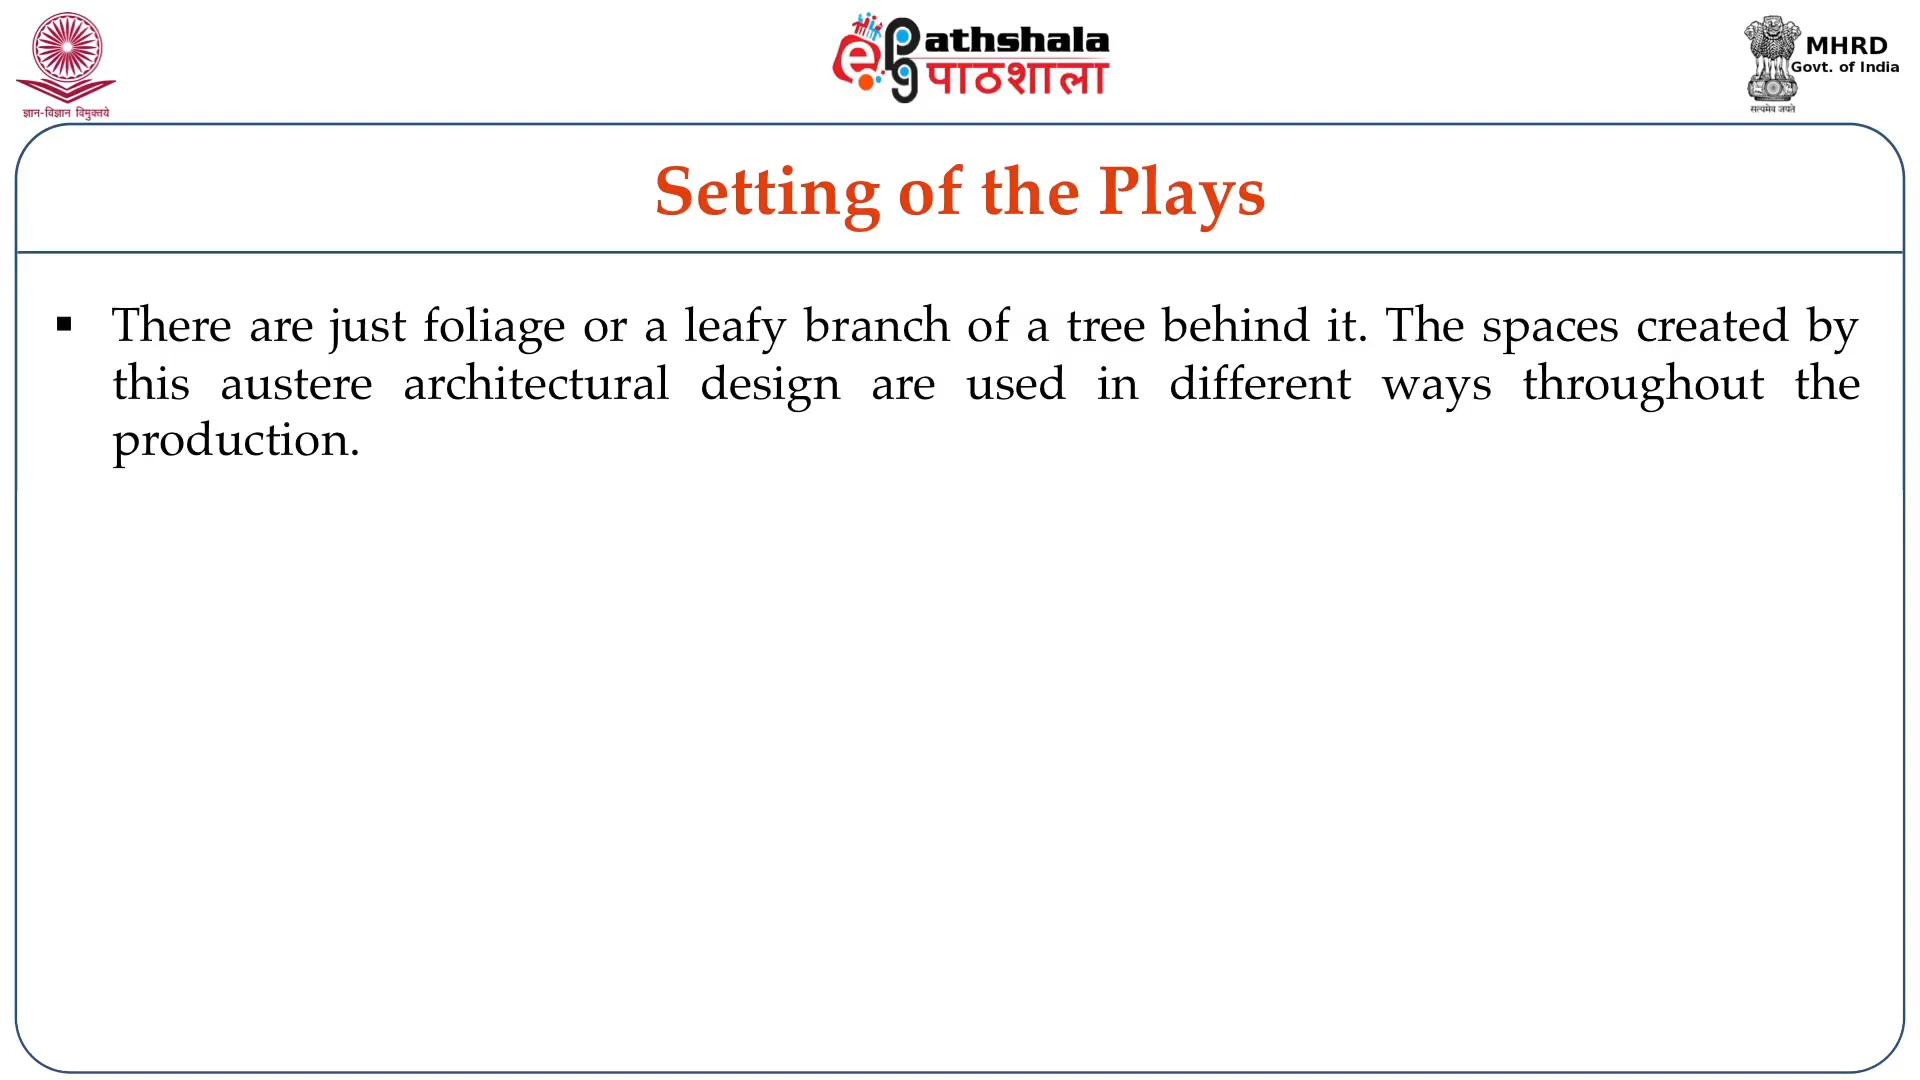 ज्ञान-विज्ञान विमुक्तये
e Pg Pathshala
पाठशाला
MHRD
Govt. of India
सत्यमेव जयते
Setting of the Plays
▪ There are just foliage or a leafy branch of a tree behind it. The spaces created by
this austere architectural design are used in different ways throughout the
production.